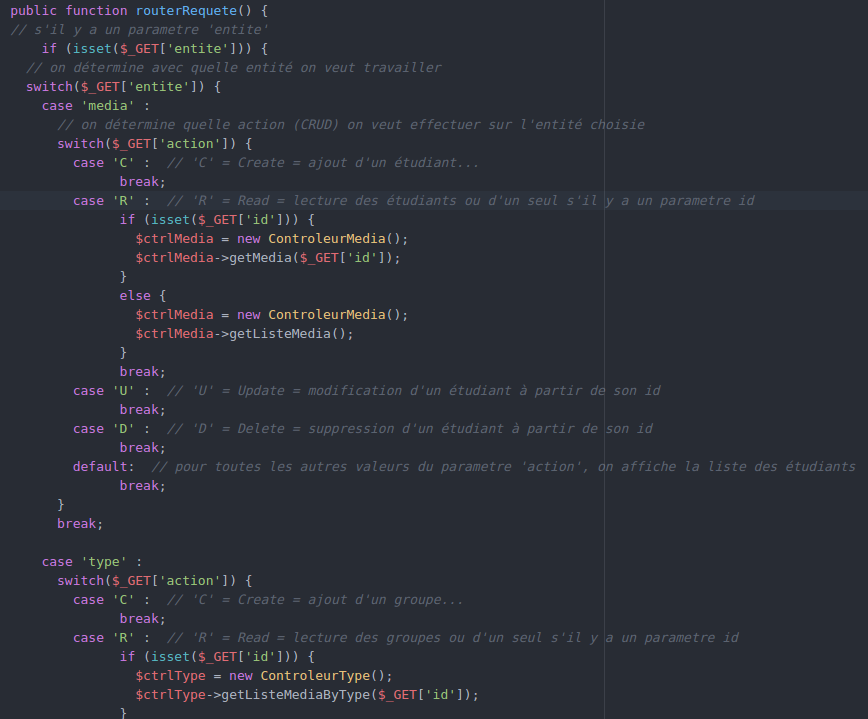 public function routerRequete() {
// s'il y a un parametre 'entite'
if (isset($_GET['entite'])) {
// on détermine avec quelle entité on veut travailler
switch($_GET['entite']) {
case 'media' :
// on détermine quelle action (CRUD) on veut effectuer sur l'entité choisie
switch($_GET['action']) {
case 'C' :  // 'C' = Create = ajout d'un étudiant...
break;
case 'R' :  // 'R' = Read = lecture des étudiants ou d'un seul s'il y a un parametre id
if (isset($_GET['id'])) {
$ctrlMedia = new ControleurMedia();
$ctrlMedia->getMedia($_GET['id']);
}
else {
$ctrlMedia = new ControleurMedia();
$ctrlMedia->getListeMedia();
}
break;
case 'U' :  // 'U' = Update = modification d'un étudiant à partir de son id
break;
case 'D' :  // 'D' = Delete = suppression d'un étudiant à partir de son id
break;
default:  // pour toutes les autres valeurs du parametre 'action', on affiche la liste des étudiants
break;
}
break;
case 'type' :
switch($_GET['action']) {
case 'C' :  // 'C' = Create = ajout d'un groupe...
break;
case 'R' :  // 'R' = Read = lecture des groupes ou d'un seul s'il y a un parametre id
if (isset($_GET['id'])) {
$ctrlType = new ControleurType();
$ctrlType->getListeMediaByType($_GET['id']);
}